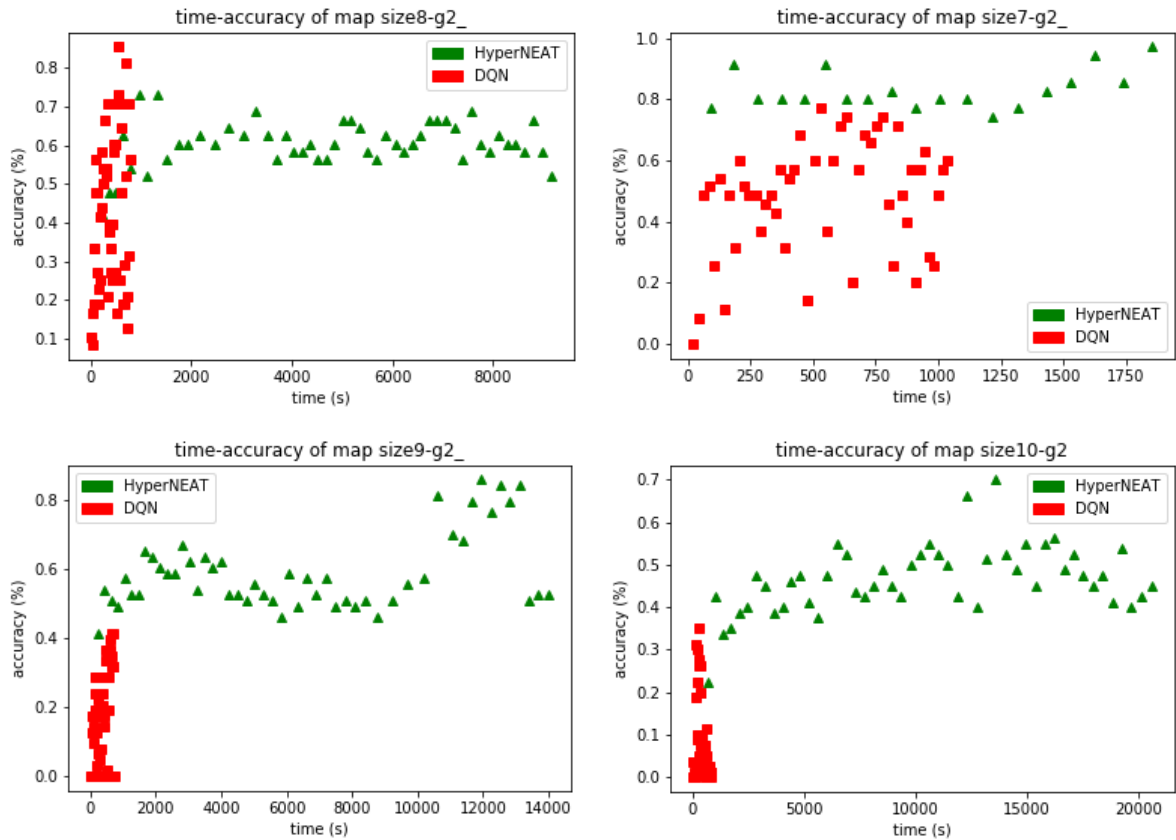 time-accuracy of map size8-g2_
accuracy (%)
0.8
0.7
0.6
0.5
0.4
0.3
0.2
0.1
HyperNEAT
DQN
0 2000 4000 6000 8000
time (s)
time-accuracy of map size7-g2_
accuracy (%)
1.0
0.8
0.6
0.4
0.2
0.0
HyperNEAT
DQN
0 250 500 750 1000 1250 1500 1750
time (s)
time-accuracy of map size9-g2_
accuracy (%)
0.8
0.6
0.4
0.2
0.0
HyperNEAT
DQN
0 2000 4000 6000 8000 10000 12000 14000
time (s)
time-accuracy of map size10-g2
accuracy (%)
0.7
0.6
0.5
0.4
0.3
0.2
0.1
0.0
HyperNEAT
DQN
0 5000 10000 15000 20000
time (s)